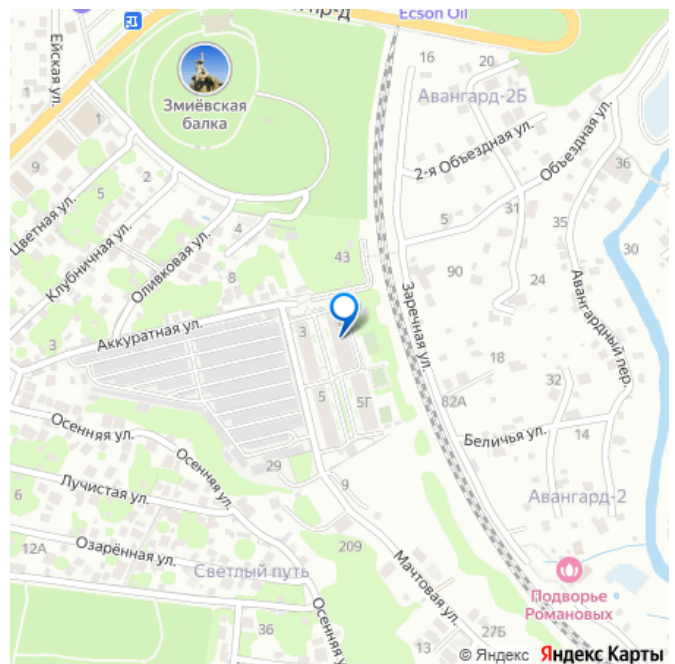 пр-д
Ecson Oil
Ейская ул.
Змиёвская
балка
16
20
Авангард-2Б
2-я Объездная ул.
Объездная ул.
36
1
9
5
2
Цветная ул.
Клубничная ул.
Оливковая ул.
4
8
43
5
31
35
30
90
24
Заречная ул.
Авангардный пер.
Аккуратная ул.
3
3
18
32
82А
5
5Г
Беличья ул.
14
Осенняя ул.
Осенняя ул.
29
9
Лучистая ул.
6
Авангард-2
12А
Озарённая ул.
Светлый путь
209
Мачтовая ул.
Подворье
Романовых
Осенняя ул.
36
13
27Б
© Яндекс Яндекс Карты